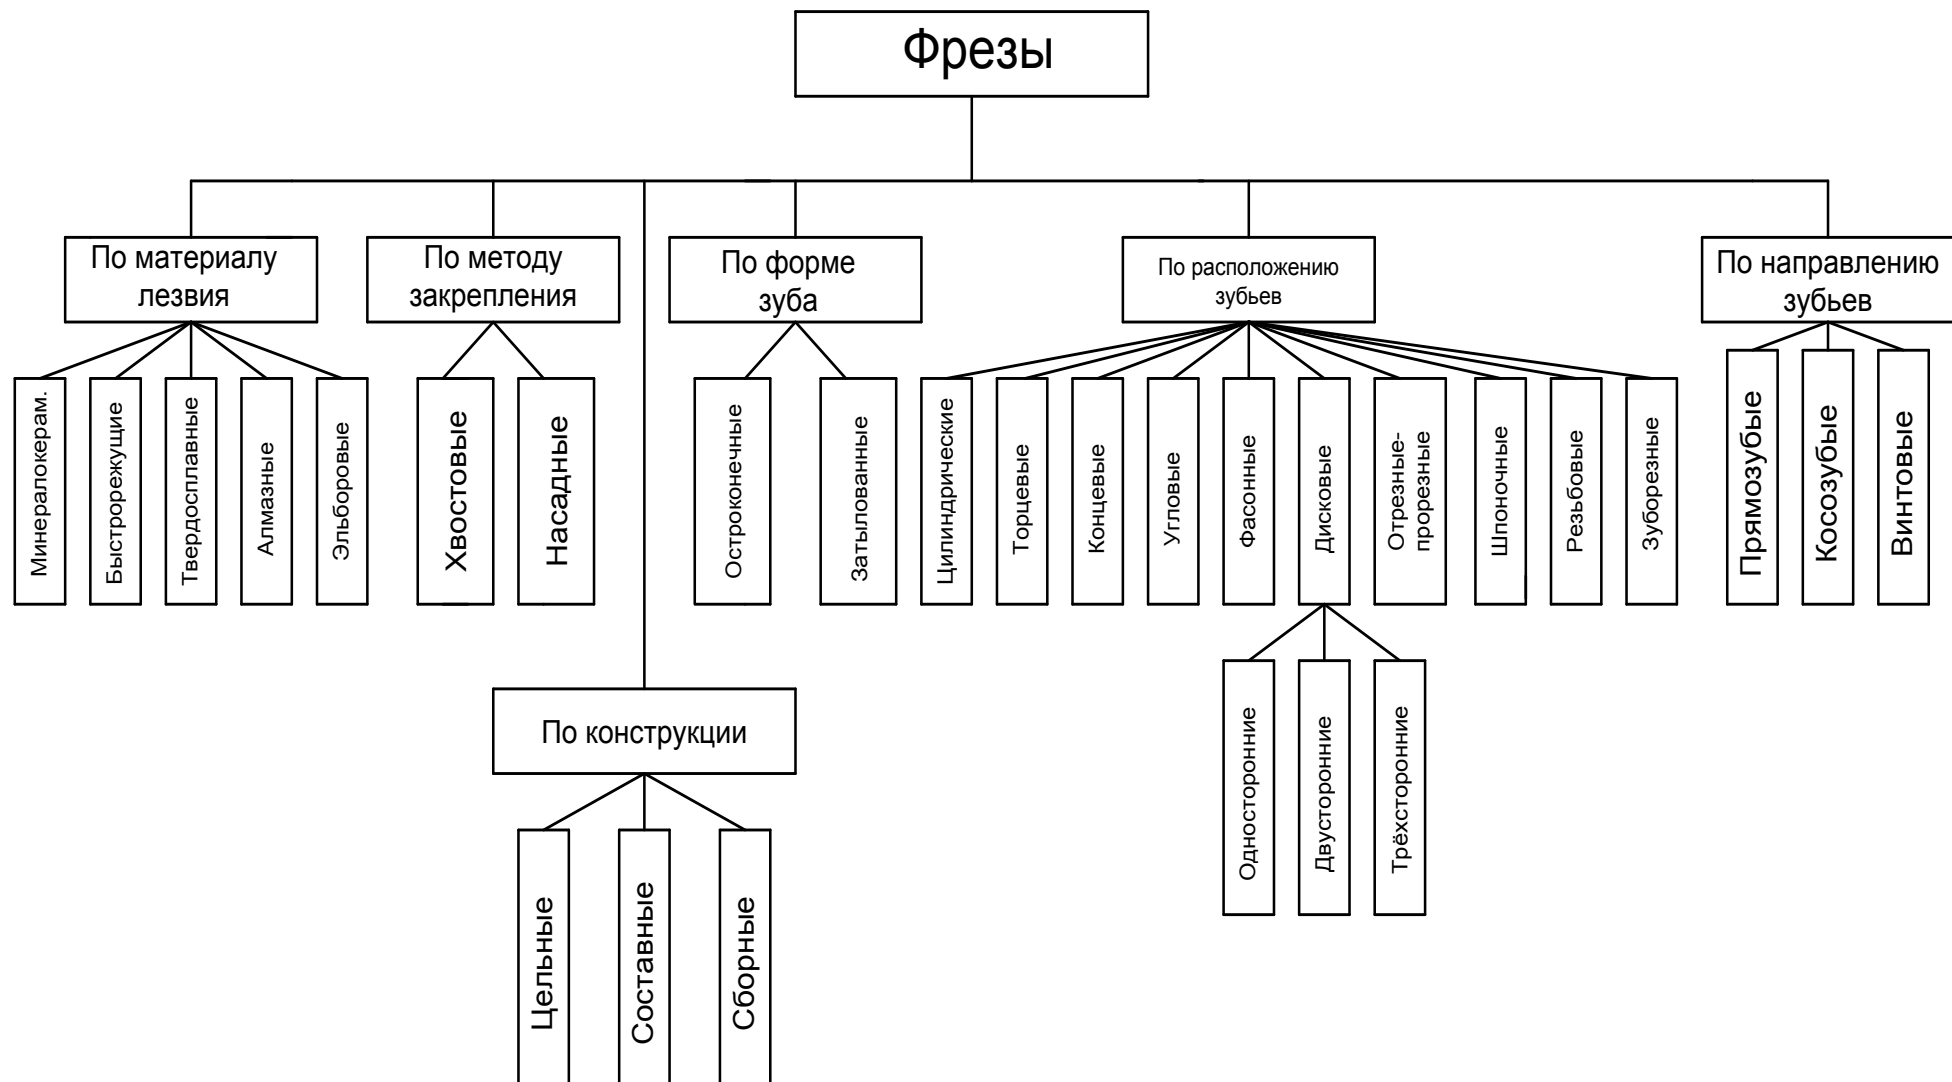 Фрезы
По материалу
лезвия
По методу
закрепления
По форме
зуба
По расположению
зубьев
По направлению
зубьев
Минералокерам.
Быстрорежущие
Твердосплавные
Алмазные
Эльборовые
Хвостовые
Насадные
Остроконечные
Затылованные
Цилиндрические
Торцевые
Концевые
Угловые
Фасонные
Дисковые
Отрезные-
прорезные
Шпоночные
Резьбовые
Зуборезные
Прямозубые
Косозубые
Винтовые
По конструкции
Односторонние
Двусторонние
Трёхсторонние
Цельные
Составные
Сборные